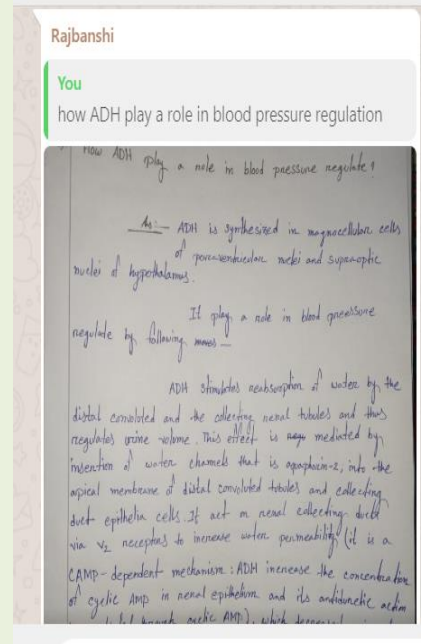 Rajbanshi
You
how ADH play a role in blood pressure regulation
How ADH play a role in blood pressure regulate?
As:- ADH is synthesized in magnocellular cells
of paraventricular nuclei and supraoptic
nuclei of hypothalamus.
It play a role in blood pressure
regulate by following
ADH stimulates reabsorption of water by the
distal convoluted and the collecting renal tubules and thus
regulates urine volume. This effect is mediated by
insertion of water channels that is aquaporin-2, into the
apical membrane of distal convoluted tubules and collecting
duct epithelia cells. It act on renal collecting ducts
via V2 receptors to increase water permeability (it is a
CAMP-dependent mechanism: ADH increase the concentration
of cyclic AMP in renal epithelium and its antidiuretic action
through cyclic AMP), which